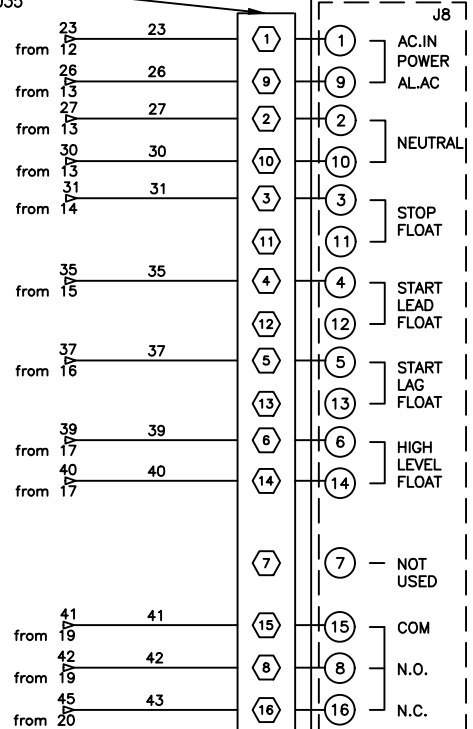 J35
J8
23 23 1 1 AC.IN
from 12 POWER
26 26 9 9 AL.AC
from 13
27 27 2 2
from 13 NEUTRAL
30 30 10 10
from 13
31 31 3 3
from 14 STOP
11 11 FLOAT
35 35 4 4
from 15 START
LEAD
12 12 FLOAT
37 37 5 5
from 16 START
LAG
13 13 FLOAT
39 39 6 6
from 17 HIGH
LEVEL
40 40 14 14 FLOAT
from 17
7 7 NOT
USED
41 41 15 15 COM
from 19
42 42 8 8 N.O.
from 19
45 43 16 16 N.C.
from 20